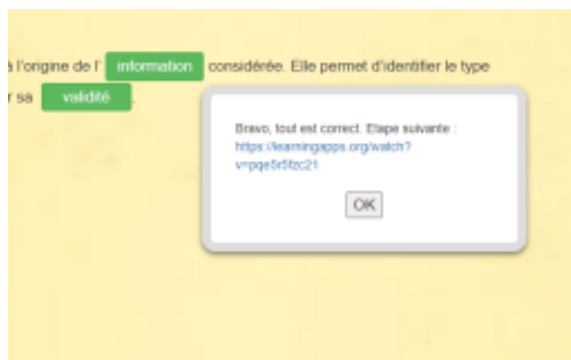 à l'origine de l' information considérée. Elle permet d'identifier le type
r sa validité .
Bravo, tout est correct. Etape suivante :
https://learningapps.org/watch?
v=pqe5r5fzc21
OK